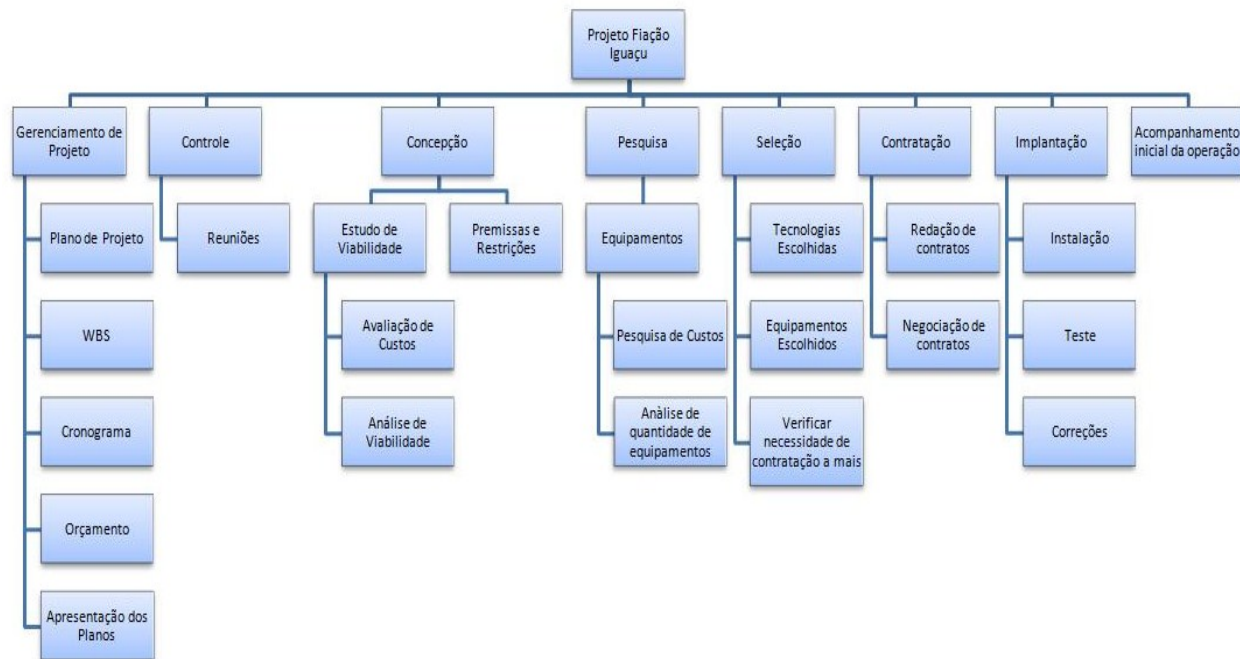 Projeto Fiação
Iguaçu
Gerenciamento de
Projeto
Controle
Concepção
Pesquisa
Seleção
Contratação
Implantação
Acompanhamento
inicial da operação
Plano de Projeto
Reuniões
Estudo de
Viabilidade
Premissas e
Restrições
Equipamentos
Tecnologias
Escolhidas
Redação de
contratos
Instalação
WBS
Avaliação de
Custos
Pesquisa de Custos
Equipamentos
Escolhidos
Negociação de
contratos
Teste
Cronograma
Análise de
Viabilidade
Anàlise de
quantidade de
equipamentos
Verificar
necessidade de
contratação a mais
Correções
Orçamento
Apresentação dos
Planos